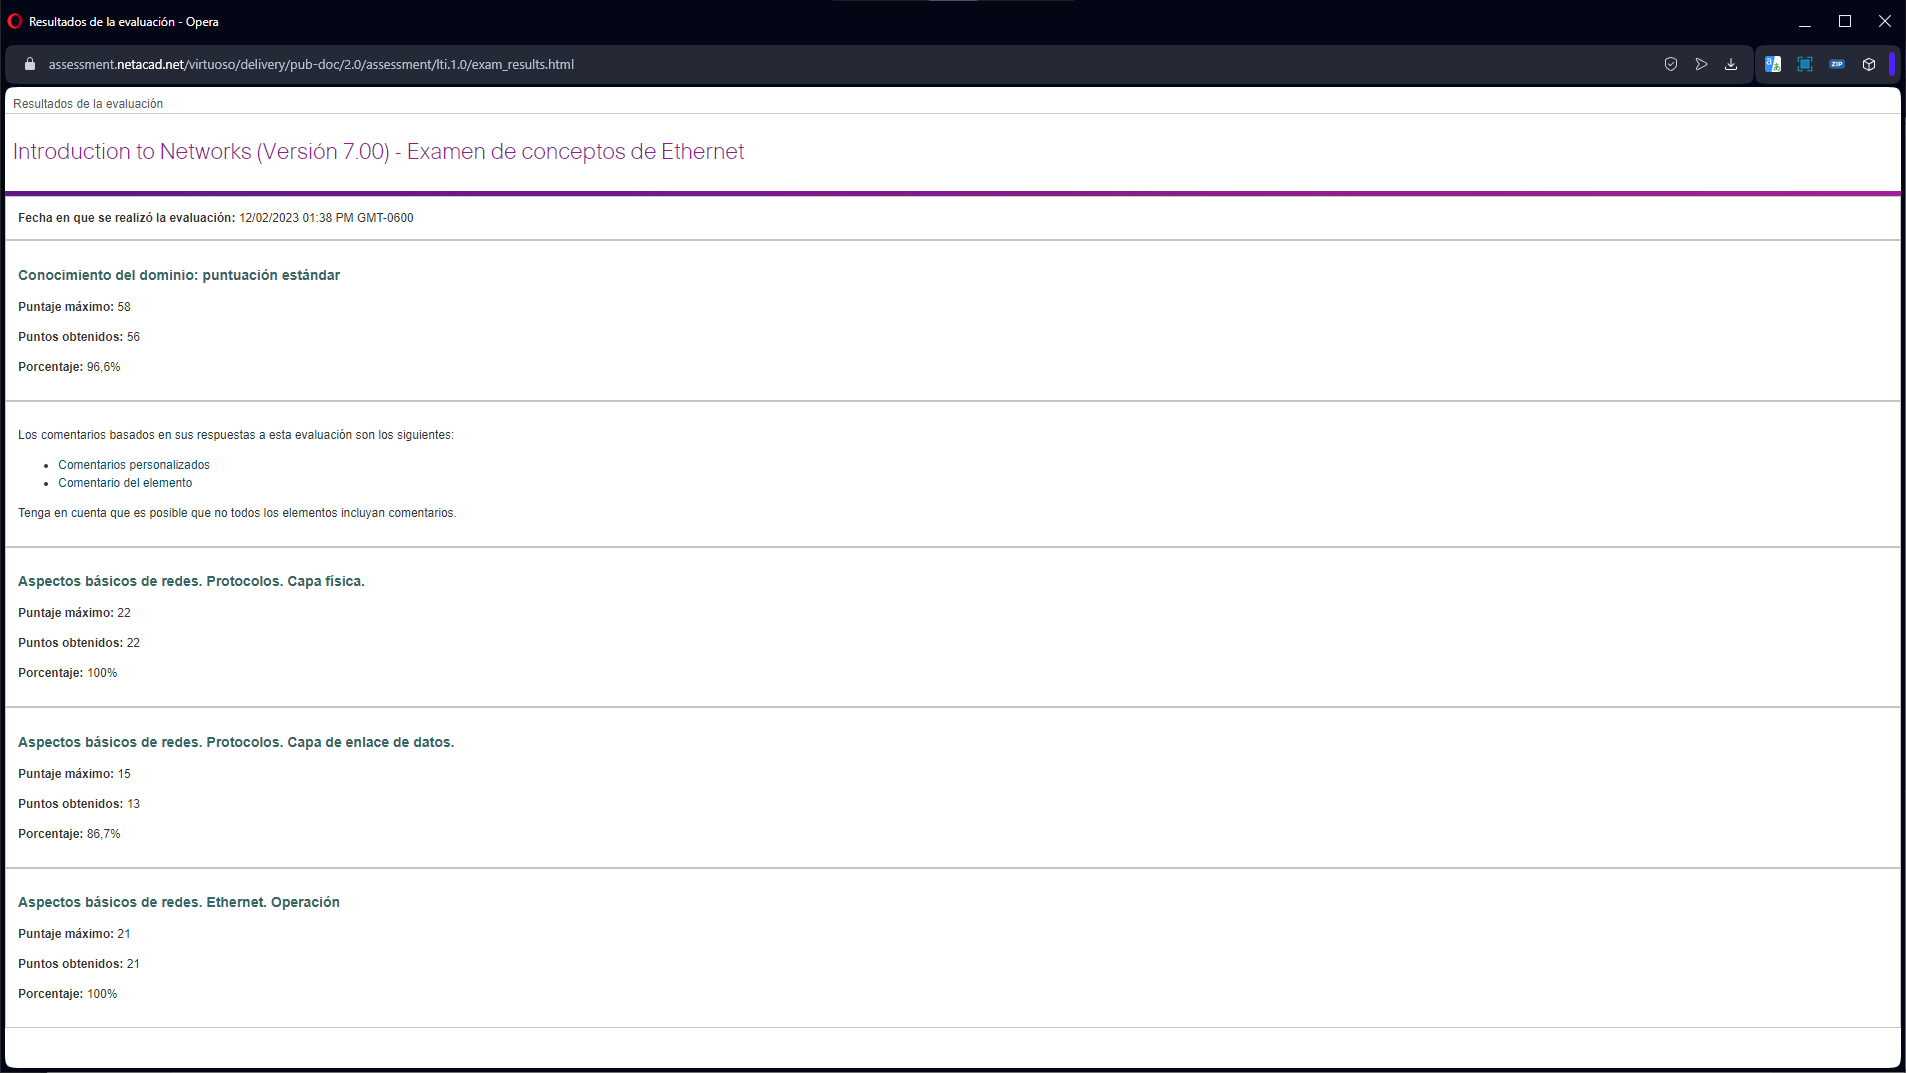 Resultados de la evaluación - Opera
assessment.netacad.net/virtuoso/delivery/pub-doc/2.0/assessment/lti.1.0/exam_results.html
ZIP
Resultados de la evaluación
Introduction to Networks (Versión 7.00) - Examen de conceptos de Ethernet
Fecha en que se realizó la evaluación: 12/02/2023 01:38 PM GMT-0600
Conocimiento del dominio: puntuación estándar
Puntaje máximo: 58
Puntos obtenidos: 56
Porcentaje: 96,6%
Los comentarios basados en sus respuestas a esta evaluación son los siguientes:
• Comentarios personalizados
• Comentario del elemento
Tenga en cuenta que es posible que no todos los elementos incluyan comentarios.
Aspectos básicos de redes. Protocolos. Capa física.
Puntaje máximo: 22
Puntos obtenidos: 22
Porcentaje: 100%
Aspectos básicos de redes. Protocolos. Capa de enlace de datos.
Puntaje máximo: 15
Puntos obtenidos: 13
Porcentaje: 86,7%
Aspectos básicos de redes. Ethernet. Operación
Puntaje máximo: 21
Puntos obtenidos: 21
Porcentaje: 100%